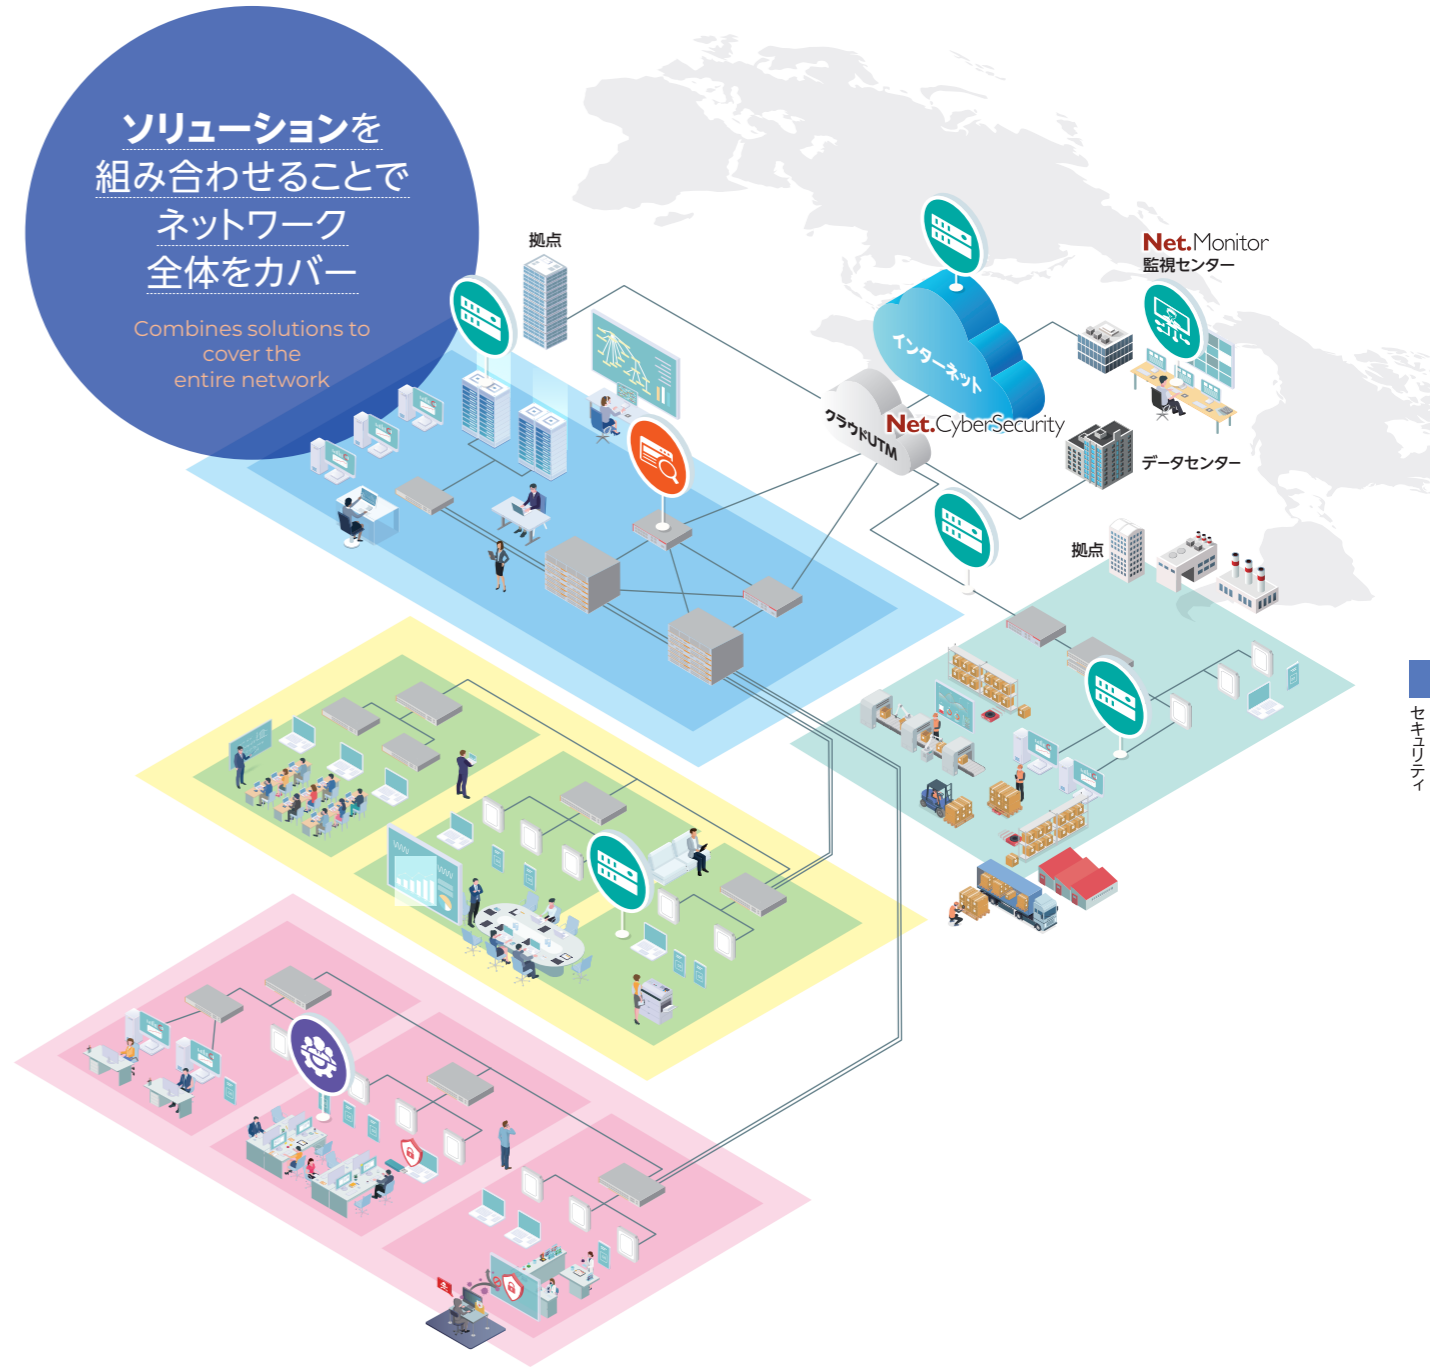 ソリューションを
組み合わせることで
ネットワーク
全体をカバー
Combines solutions to
cover the
entire network
拠点
Net.Monitor
監視センター
インターネット
クラウドUTM
Net.CyberSecurity
データセンター
拠点
セキュリティ